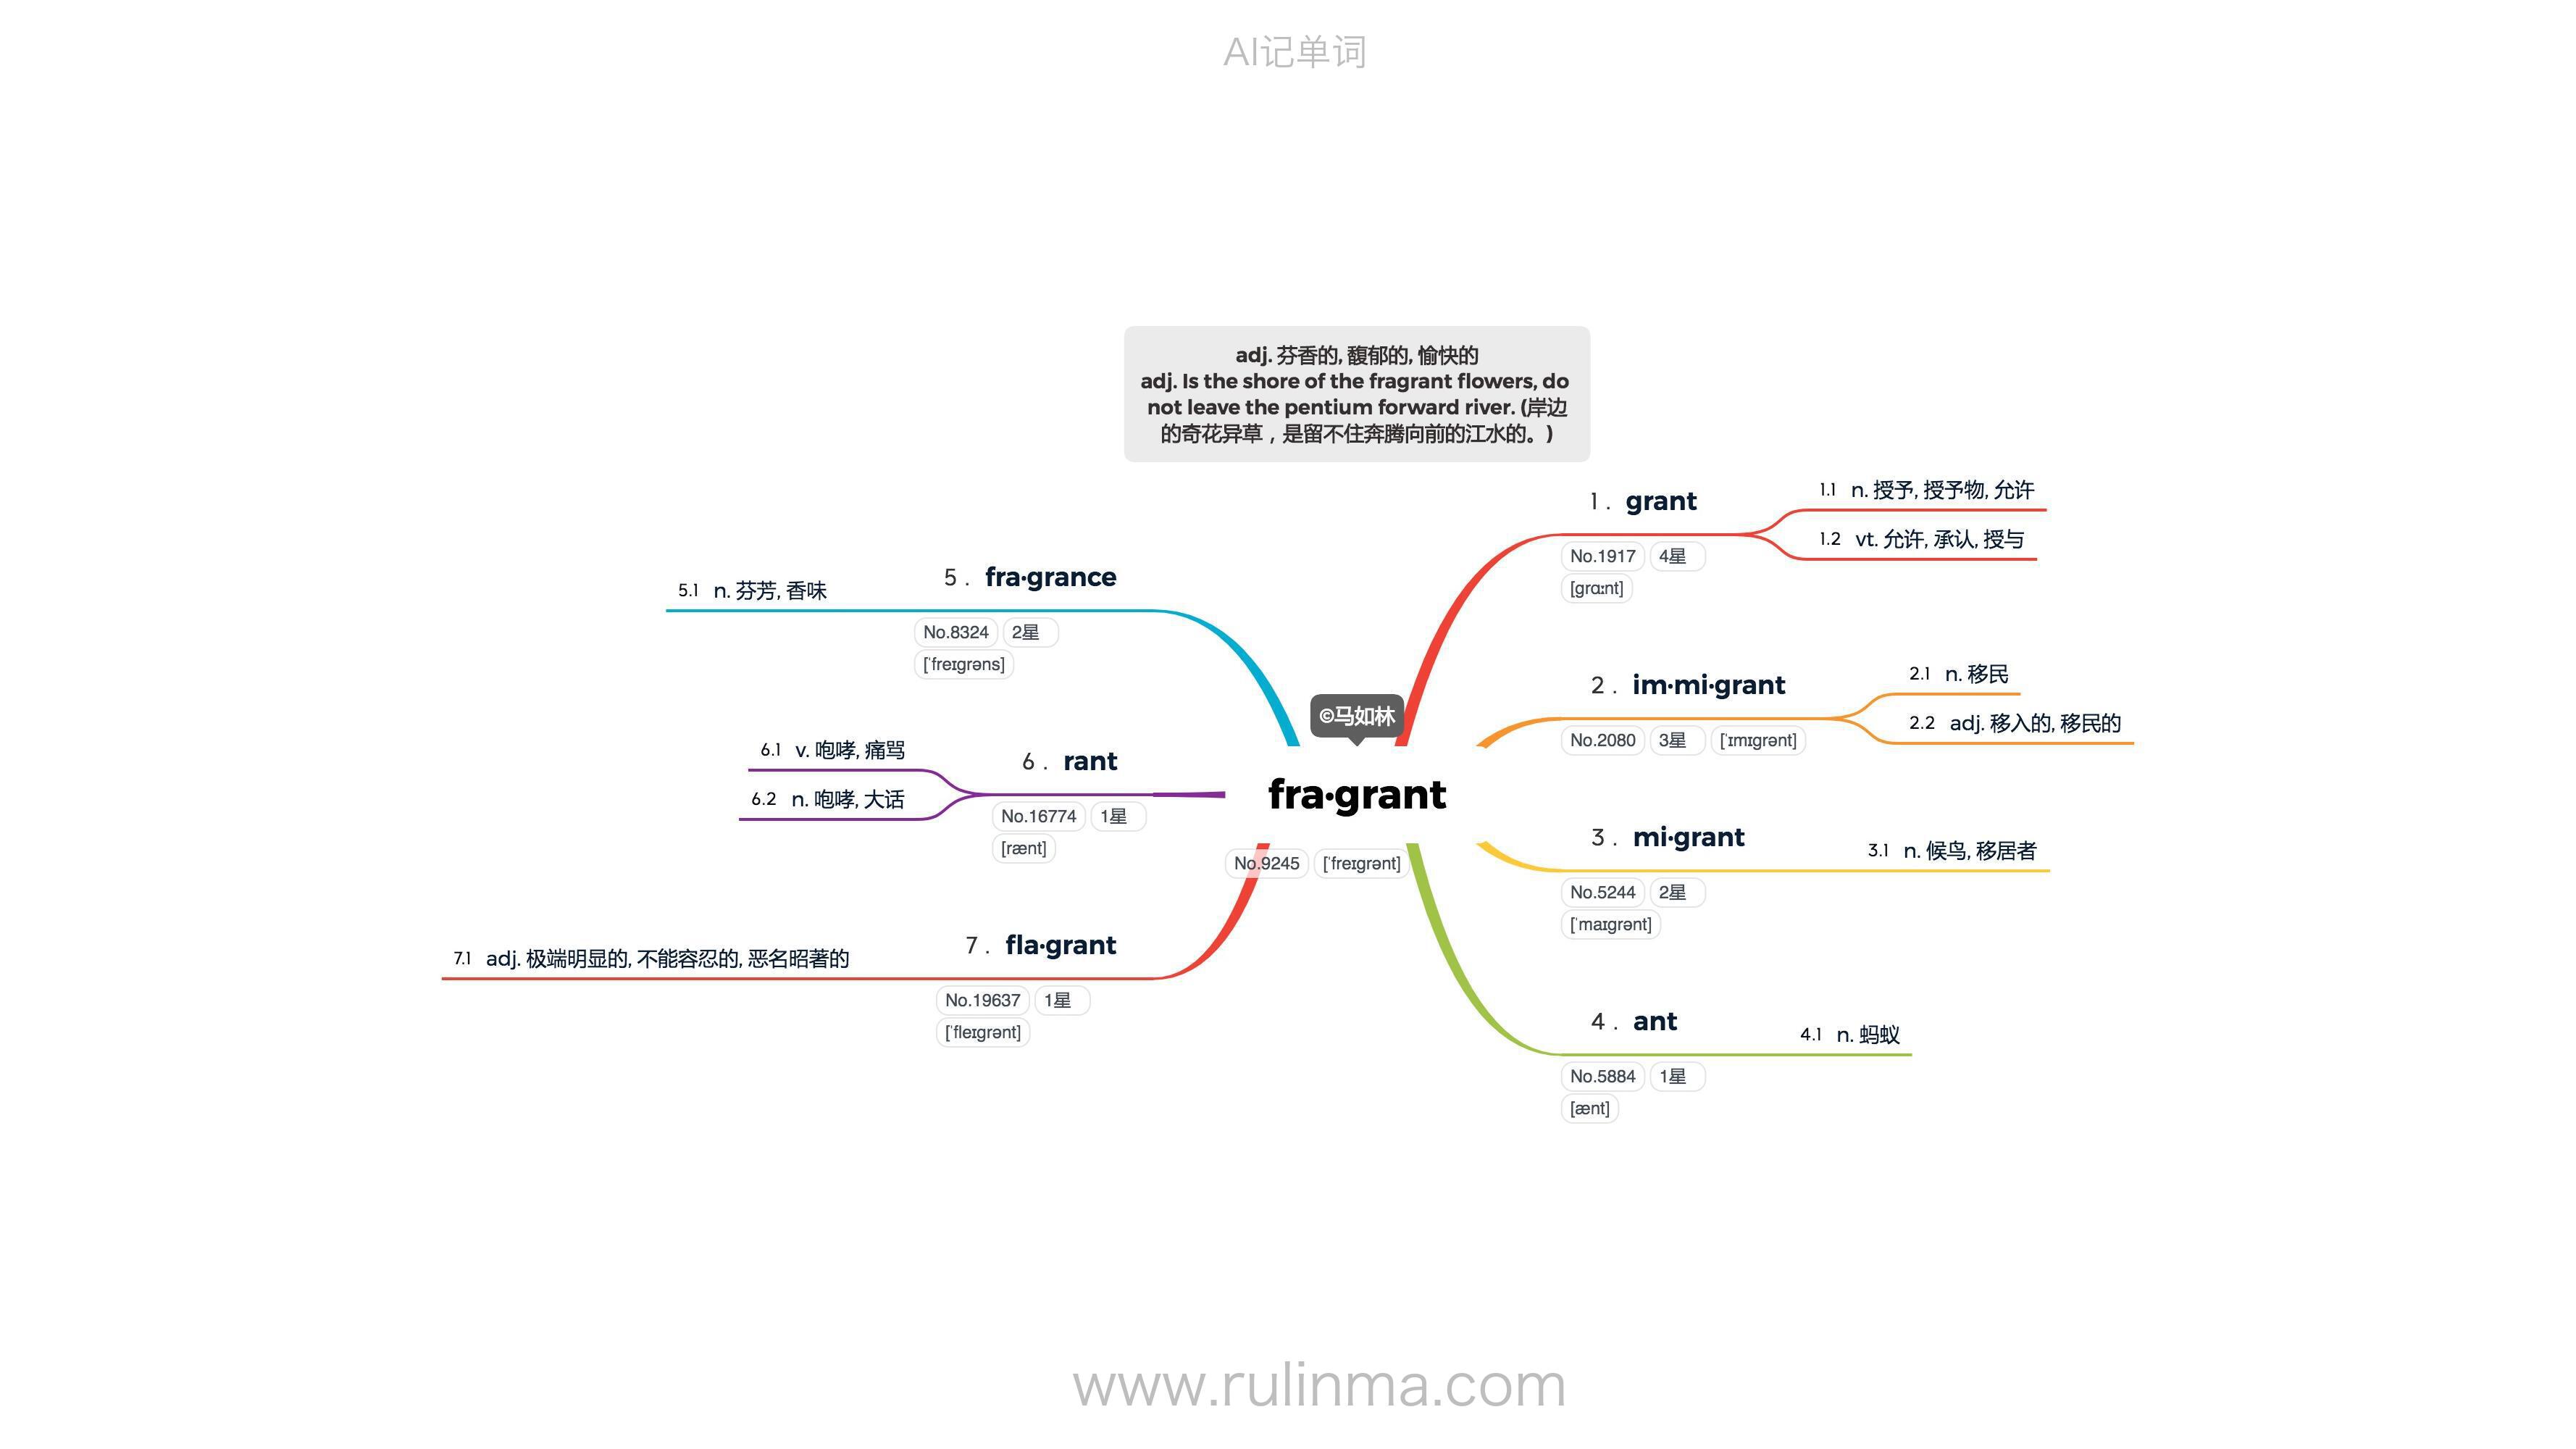 AI记单词
adj. 芬香的, 馥郁的, 愉快的
adj. Is the shore of the fragrant flowers, do
not leave the pentium forward river. (岸边
的奇花异草，是留不住奔腾向前的江水的。)
©马如林
fra·grant
No.9245 ['freɪgrənt]
1. grant
No.1917 4星
[grɑːnt]
1.1 n. 授予, 授予物, 允许
1.2 vt. 允许, 承认, 授与
2. im·mi·grant
No.2080 3星 ['ɪmɪgrənt]
2.1 n. 移民
2.2 adj. 移入的, 移民的
3. mi·grant
No.5244 2星
['maɪgrənt]
3.1 n. 候鸟, 移居者
4. ant
No.5884 1星
[ænt]
4.1 n. 蚂蚁
5. fra·grance
No.8324 2星
['freɪgrəns]
5.1 n. 芬芳, 香味
6. rant
No.16774 1星
[rænt]
6.1 v. 咆哮, 痛骂
6.2 n. 咆哮, 大话
7. fla·grant
No.19637 1星
['fleɪgrənt]
7.1 adj. 极端明显的, 不能容忍的, 恶名昭著的
www.rulinma.com